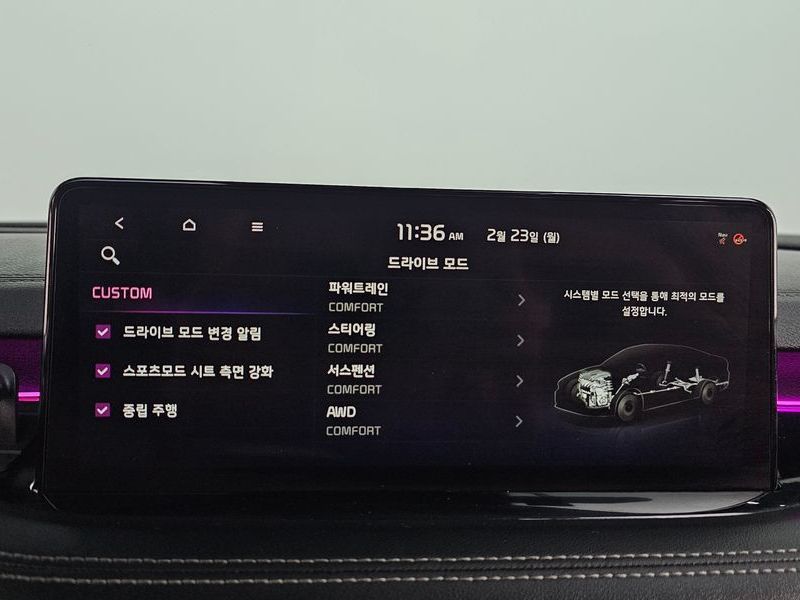 11:36 AM 2월 23일 (월)
드라이브 모드
CUSTOM
드라이브 모드 변경 알림
스포츠모드 시트 측면 강화
중립 주행
파워트레인
COMFORT
스티어링
COMFORT
서스펜션
COMFORT
AWD
COMFORT
시스템별 모드 선택을 통해 최적의 모드를
설정합니다.